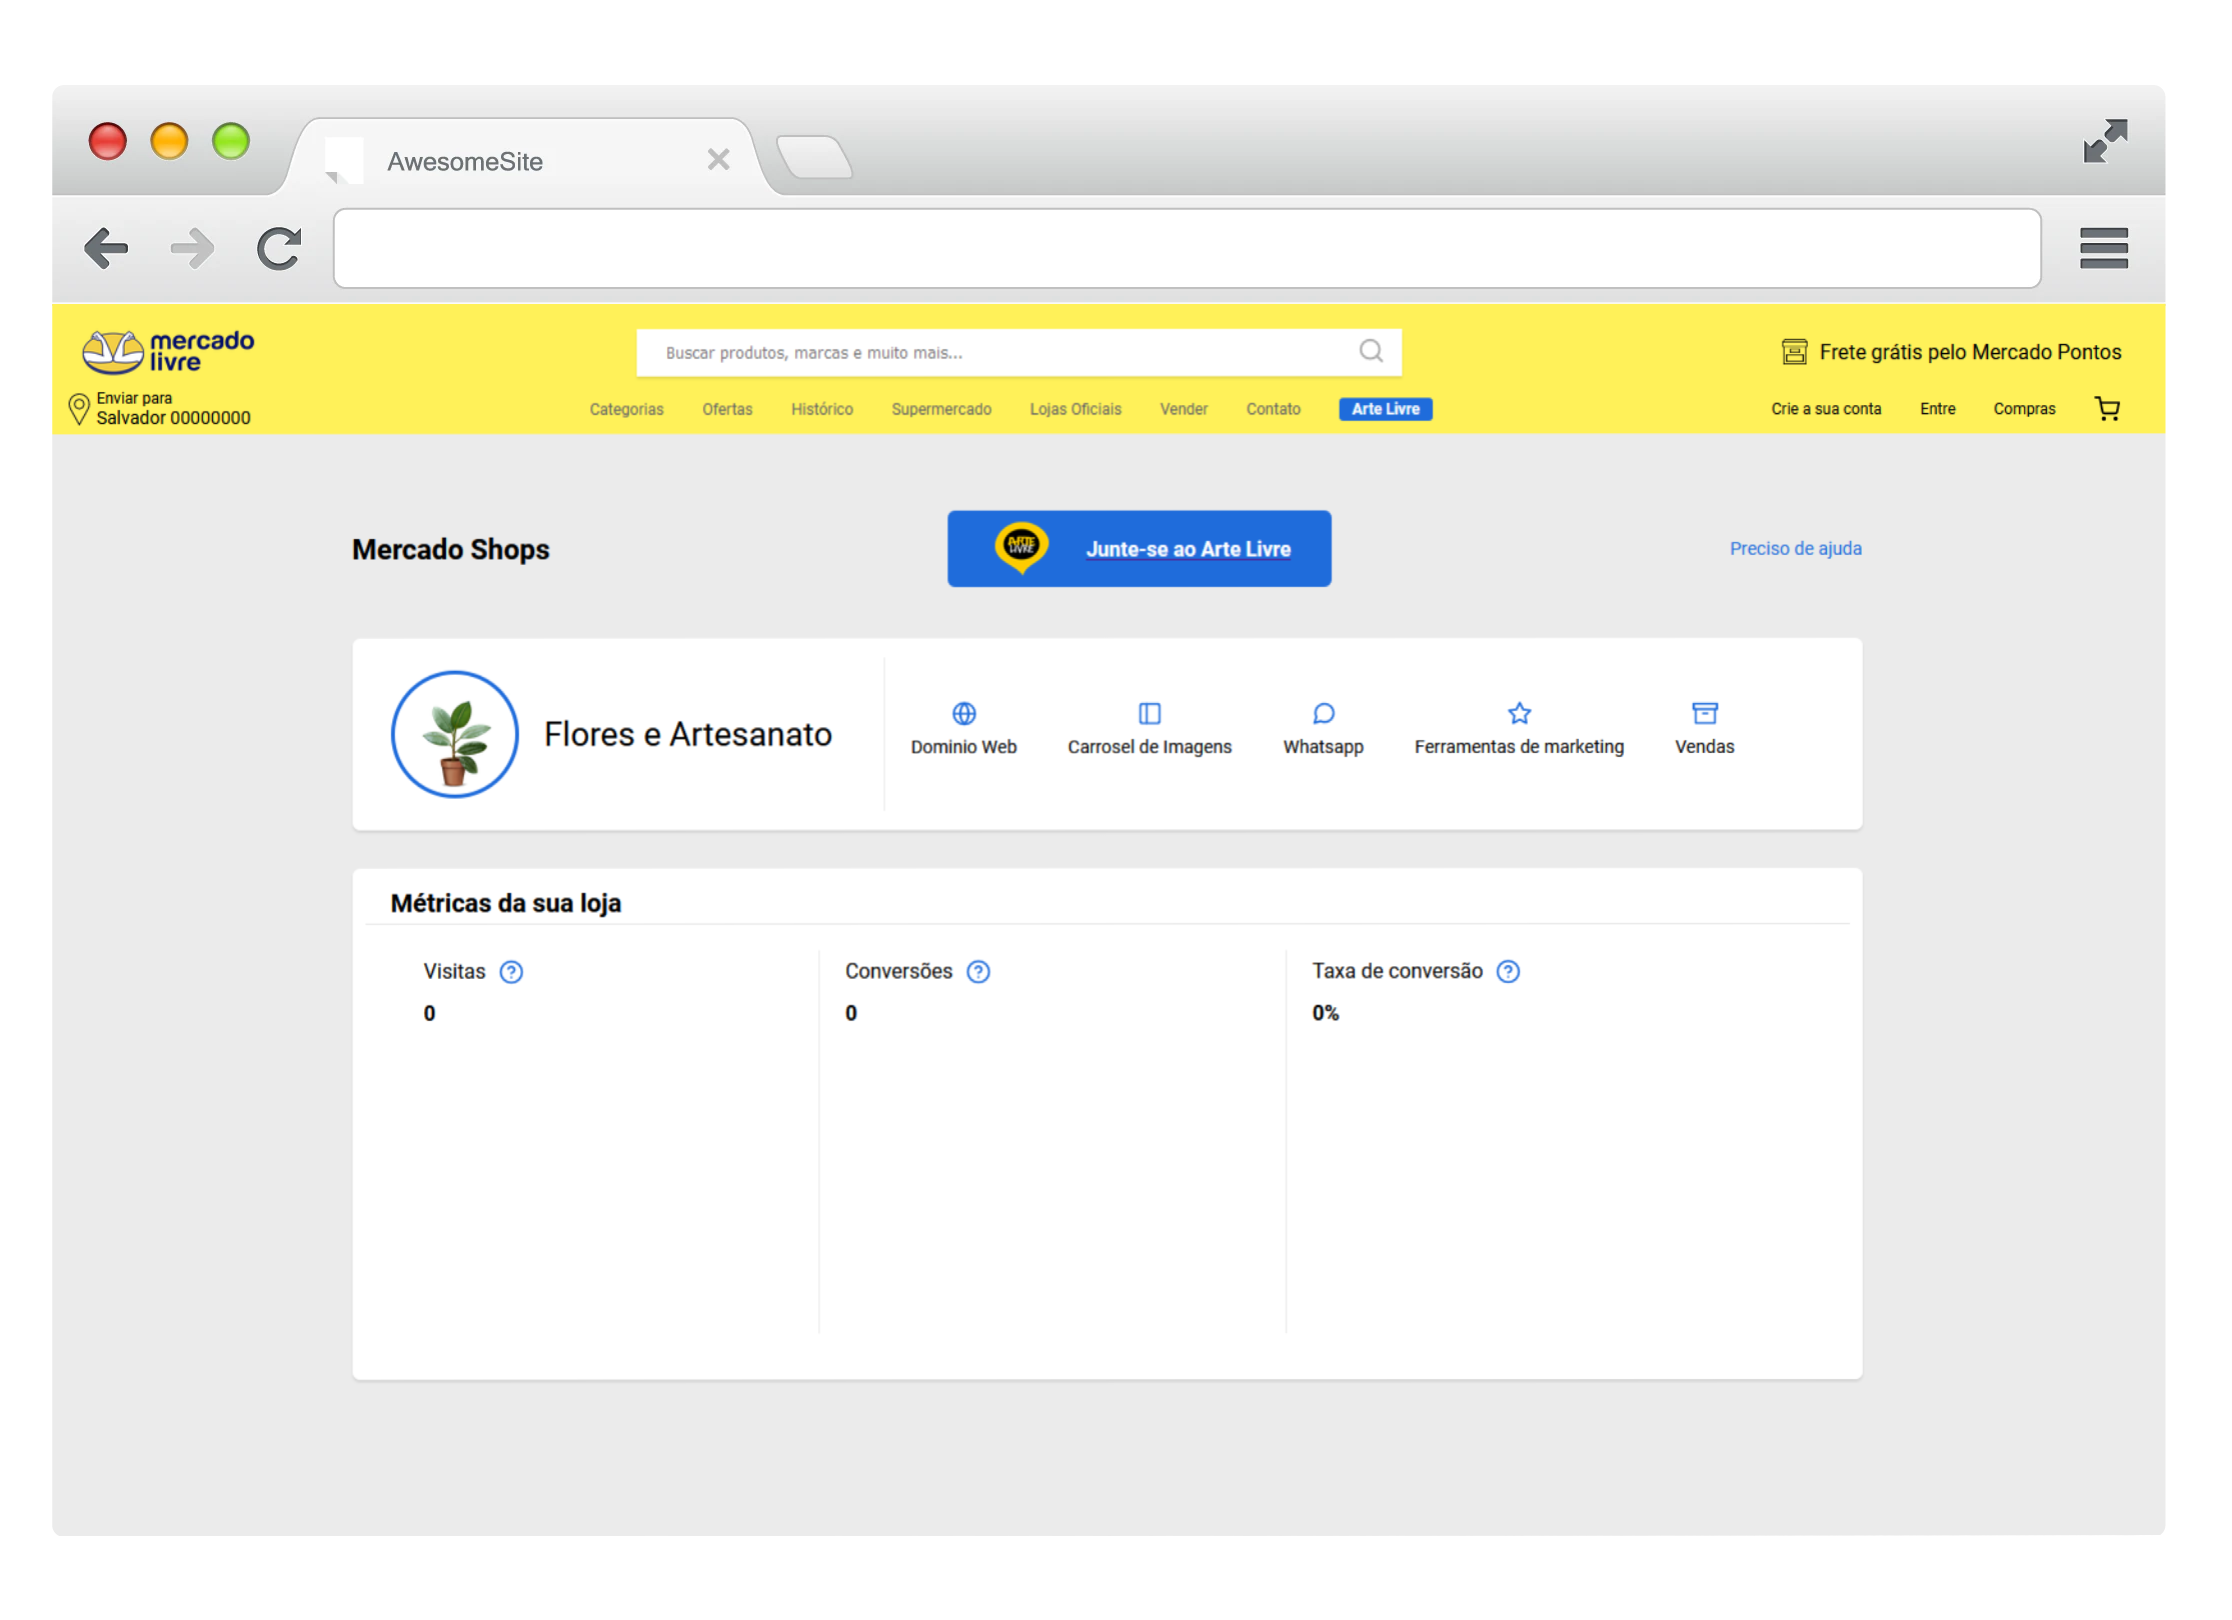 AwesomeSite
mercado
livre
Buscar produtos, marcas e muito mais...
Frete grátis pelo Mercado Pontos
Enviar para
Salvador 00000000
Categorias Ofertas Histórico Supermercado Lojas Oficiais Vender Contato Arte Livre
Crie a sua conta Entre Compras
Mercado Shops
ARTE
LIVRE
Junte-se ao Arte Livre
Preciso de ajuda
Flores e Artesanato
Dominio Web Carrosel de Imagens Whatsapp Ferramentas de marketing Vendas
Métricas da sua loja
Visitas ?
0
Conversões ?
0
Taxa de conversão ?
0%